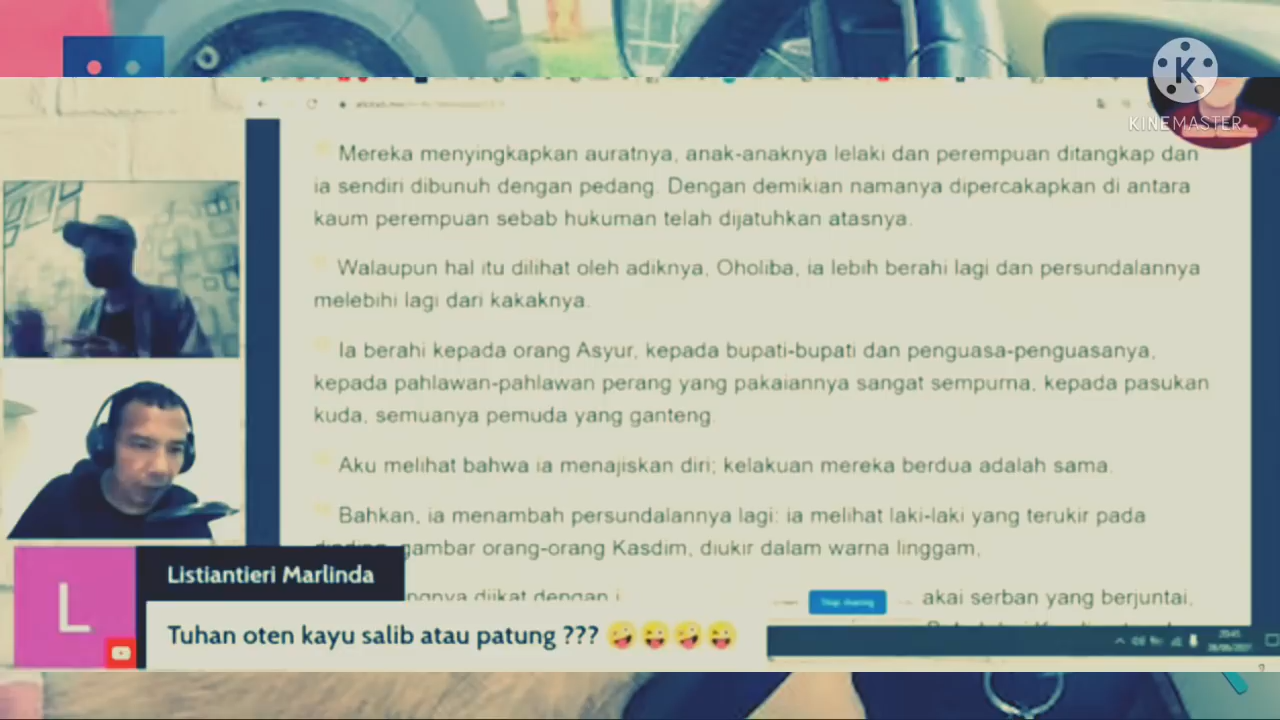 KINEMASTER
Mereka menyingkapkan auratnya, anak-anaknya lelaki dan perempuan ditangkap dan
ia sendiri dibunuh dengan pedang. Dengan demikian namanya dipercakapkan di antara
kaum perempuan sebab hukuman telah dijatuhkan atasnya.
Walaupun hal itu dilihat oleh adiknya, Oholiba, ia lebih berahi lagi dan persundalannya
melebihi lagi dari kakaknya.
Ia berahi kepada orang Asyur, kepada bupati-bupati dan penguasa-penguasanya,
kepada pahlawan-pahlawan perang yang pakaiannya sangat sempurna, kepada pasukan
kuda, semuanya pemuda yang ganteng.
Aku melihat bahwa ia menajiskan diri; kelakuan mereka berdua adalah sama.
Bahkan, ia menambah persundalannya lagi: ia melihat laki-laki yang terukir pada
gambar orang-orang Kasdim, diukir dalam warna linggam,
diikat dengan
akai serban yang berjuntai,
Stop sharing
L
Listiantieri Marlinda
Tuhan oten kayu salib atau patung ??? 🤪😜🤪😜